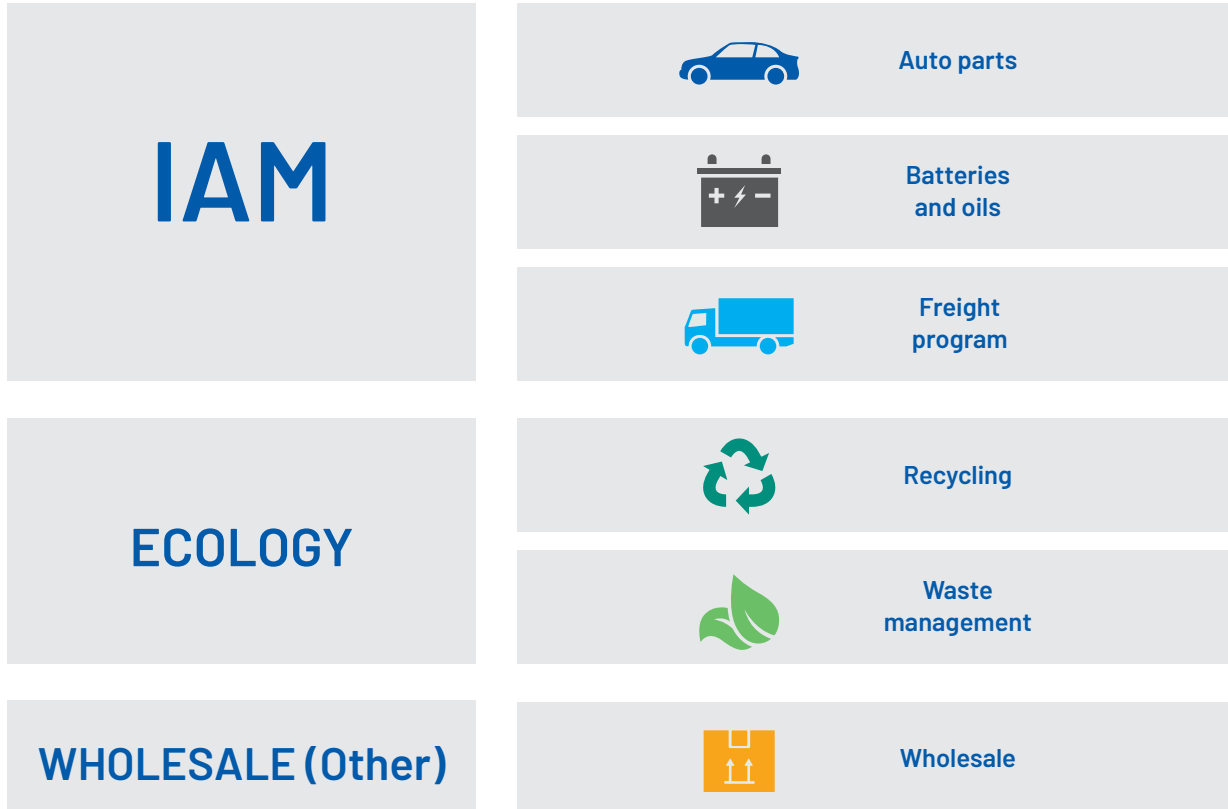 IAM
Auto parts
Batteries
and oils
Freight
program
ECOLOGY
Recycling
Waste
management
WHOLESALE (Other)
Wholesale